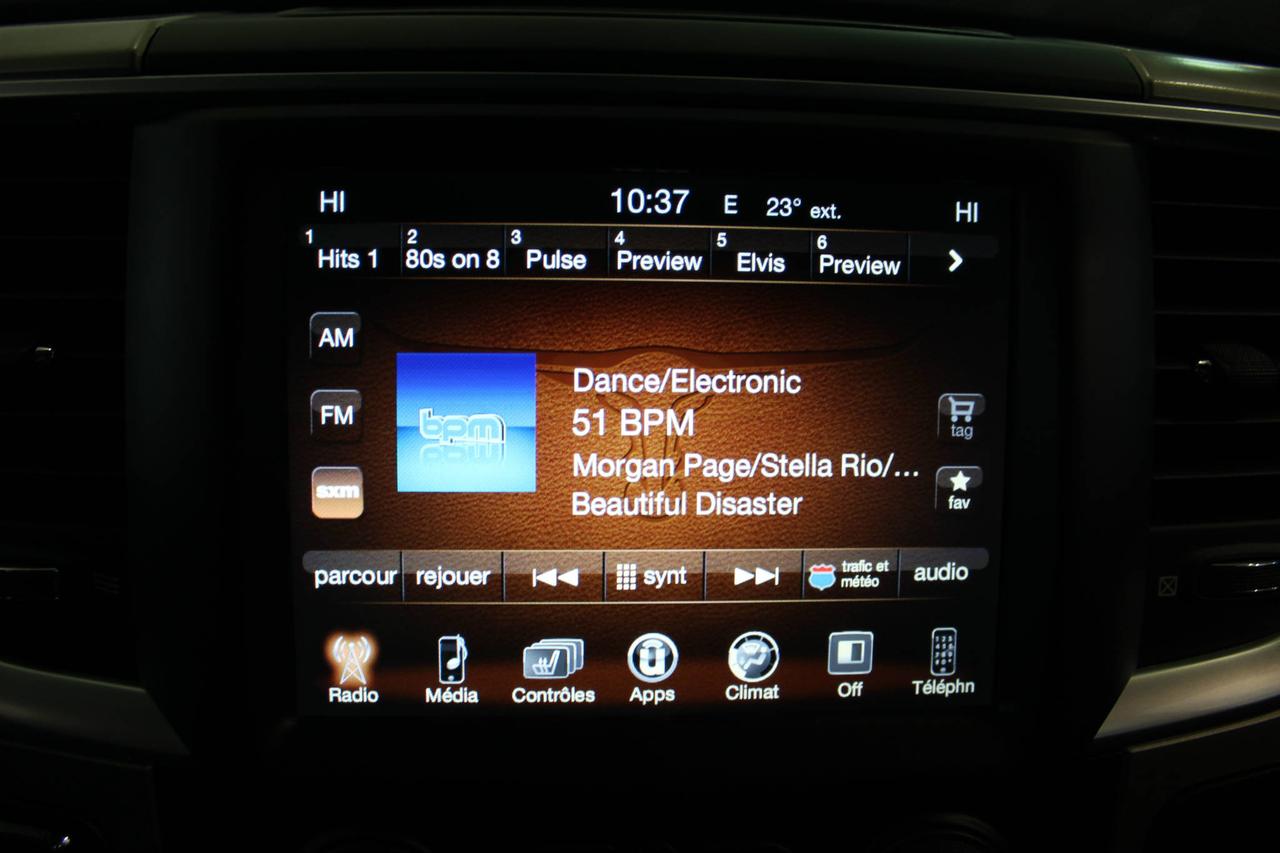 HI 10:37 E 23° ext. HI
1 2 3 4 5 6
Hits 1 80s on 8 Pulse Preview Elvis Preview
AM
FM
sxm
bpm
Dance/Electronic
51 BPM
Morgan Page/Stella Rio/...
Beautiful Disaster
tag
fav
parcour rejouer synt trafic et météo audio
Radio Média Contrôles Apps Climat Off Téléphn